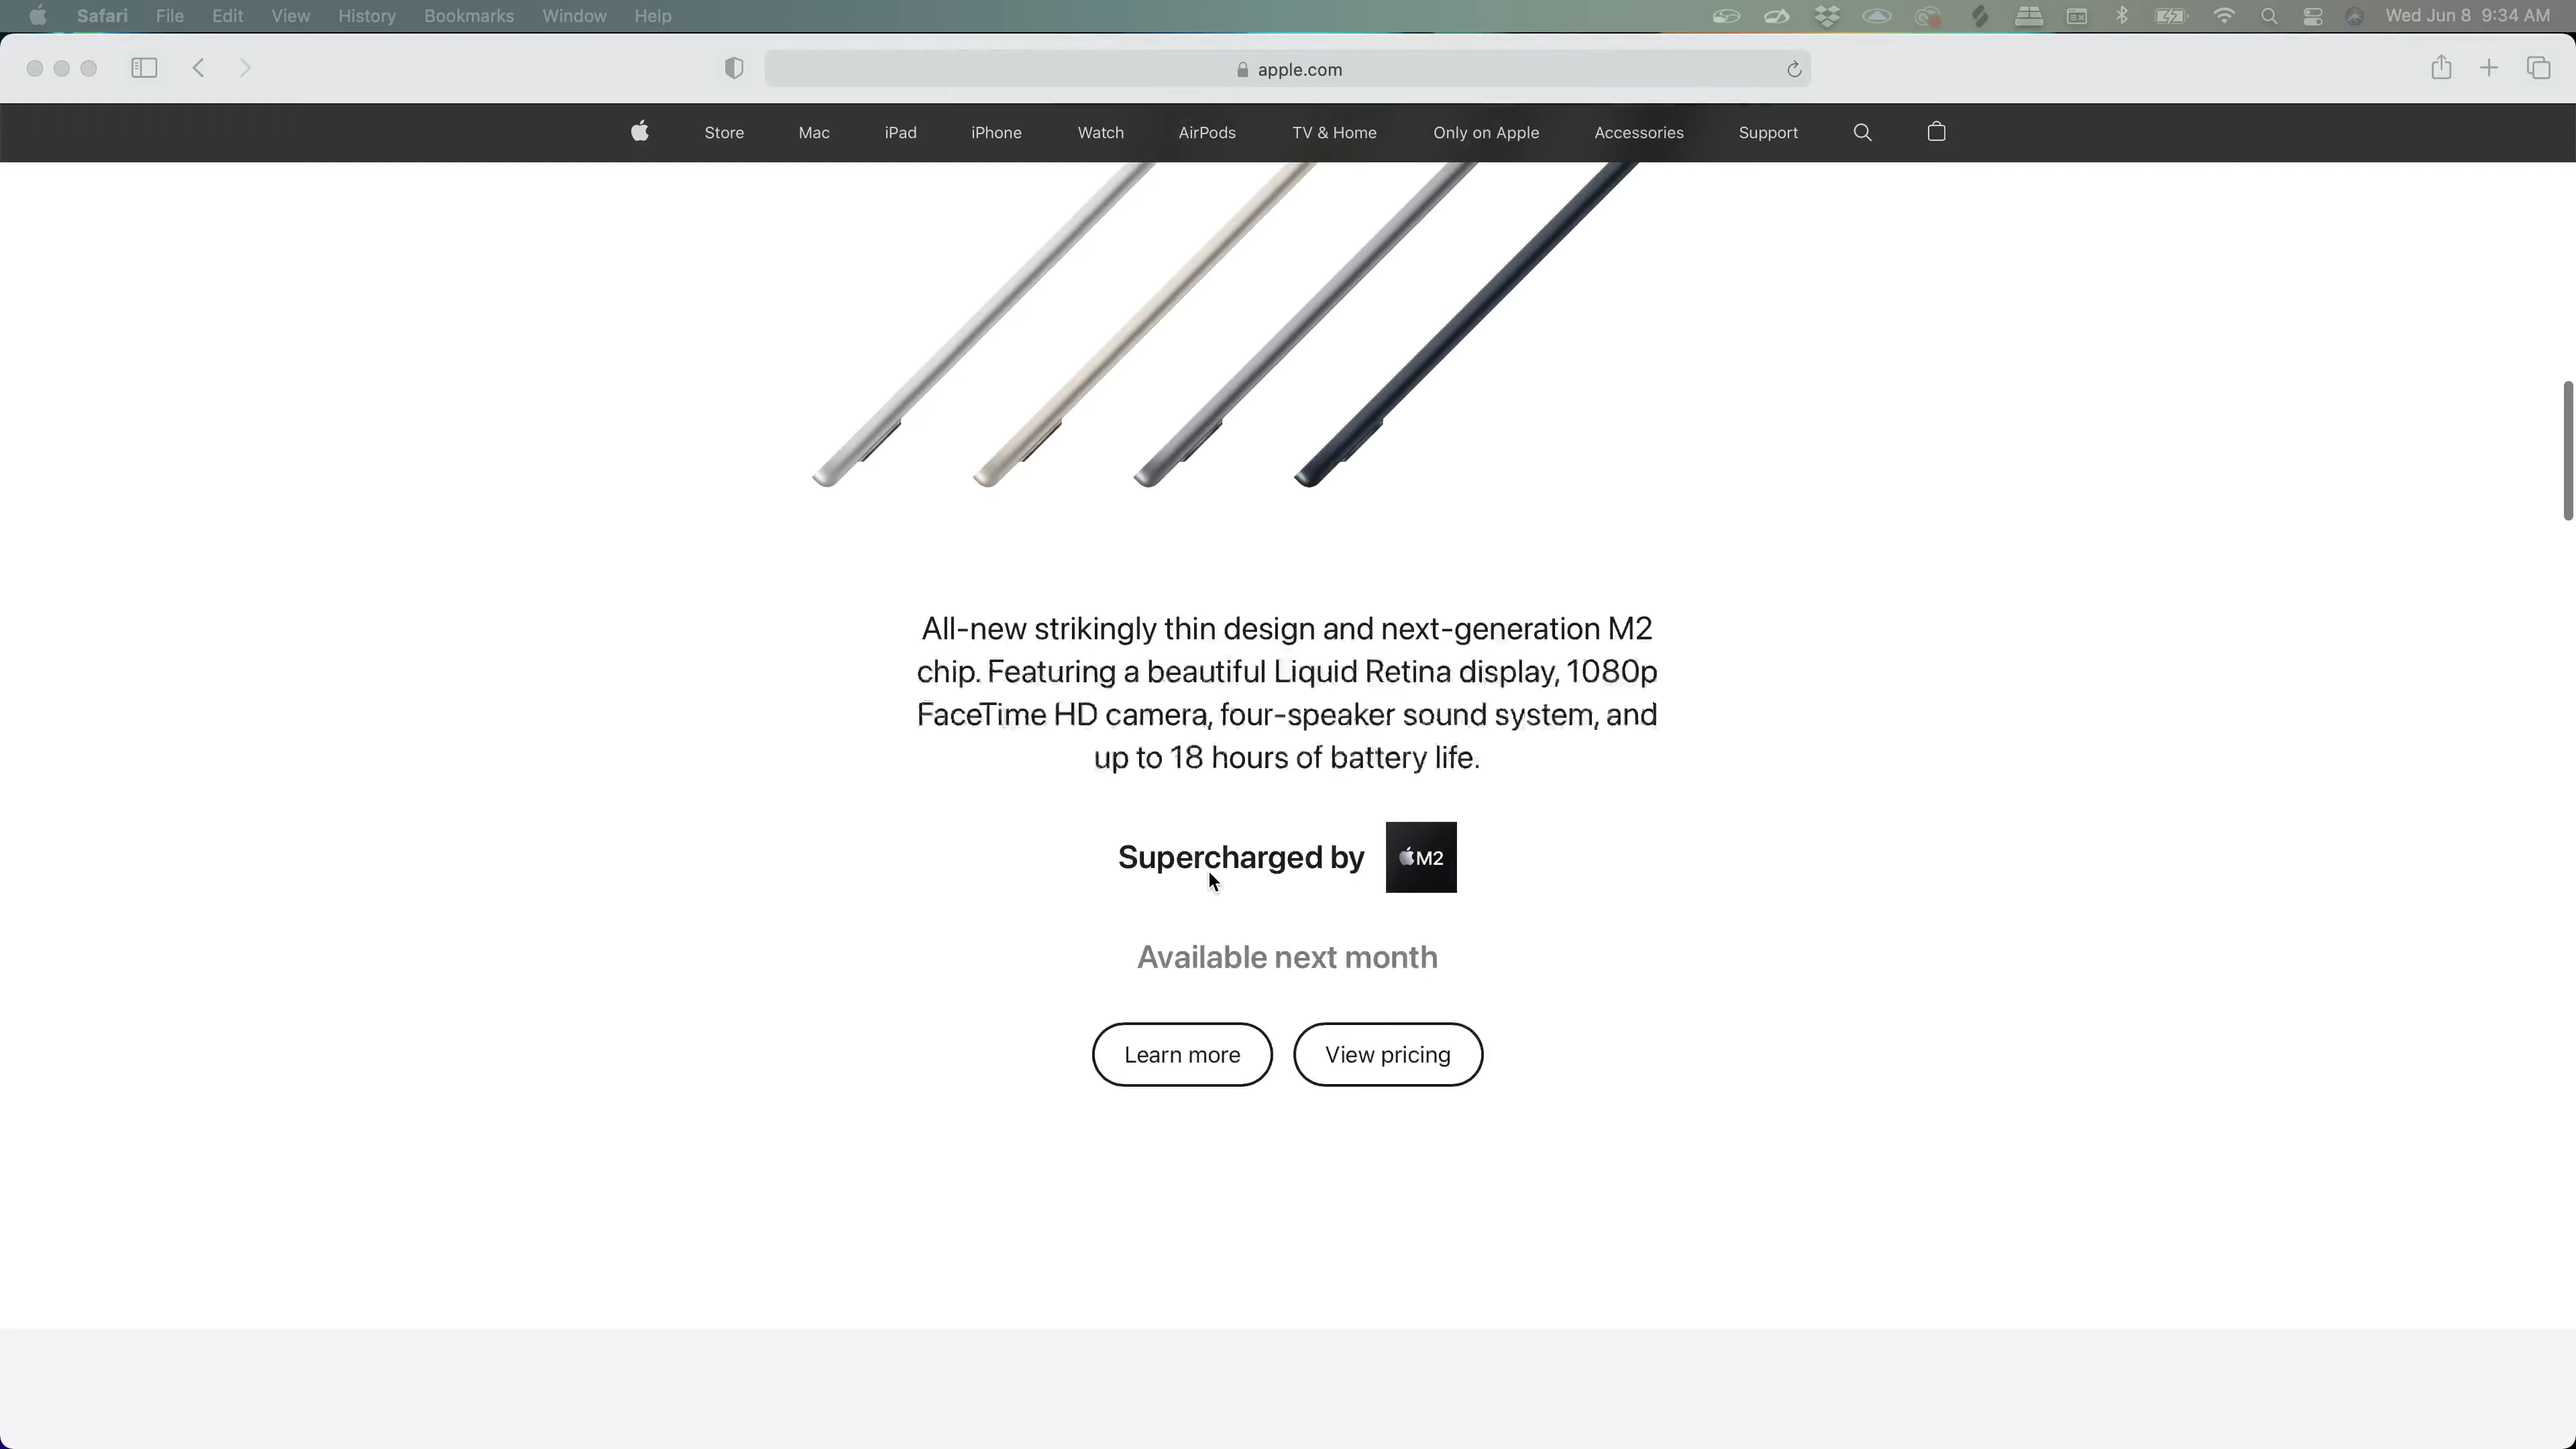 Safari File Edit View History Bookmarks Window Help Wed Jun 8 9:34 AM
apple.com
Store Mac iPad iPhone Watch AirPods TV & Home Only on Apple Accessories Support
All-new strikingly thin design and next-generation M2
chip. Featuring a beautiful Liquid Retina display, 1080p
FaceTime HD camera, four-speaker sound system, and
up to 18 hours of battery life.
Supercharged by M2
Available next month
Learn more View pricing